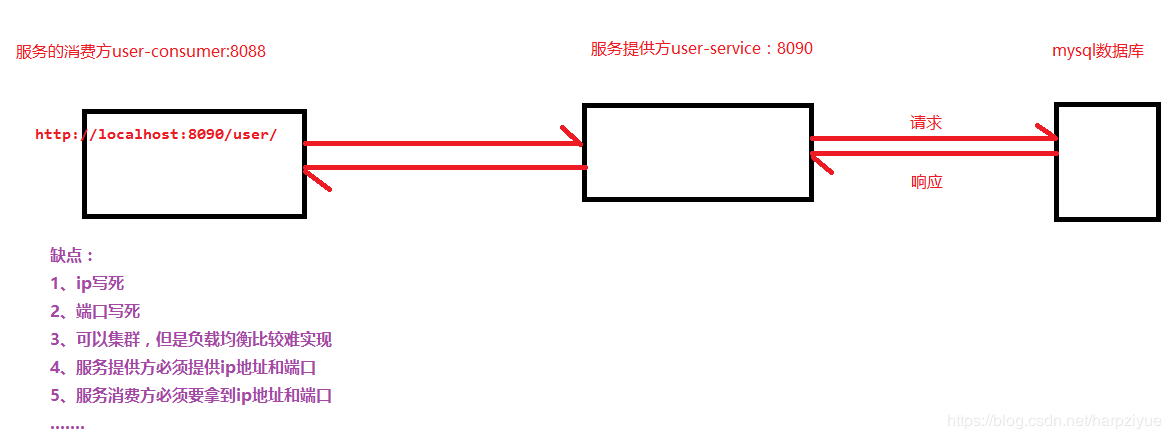 服务的消费方user-consumer:8088
服务提供方user-service：8090
mysql数据库
http://localhost:8090/user/
请求
响应
缺点：
1、ip写死
2、端口写死
3、可以集群，但是负载均衡比较难实现
4、服务提供方必须提供ip地址和端口
5、服务消费方必须要拿到ip地址和端口
.......
https://blog.csdn.net/harpziyue